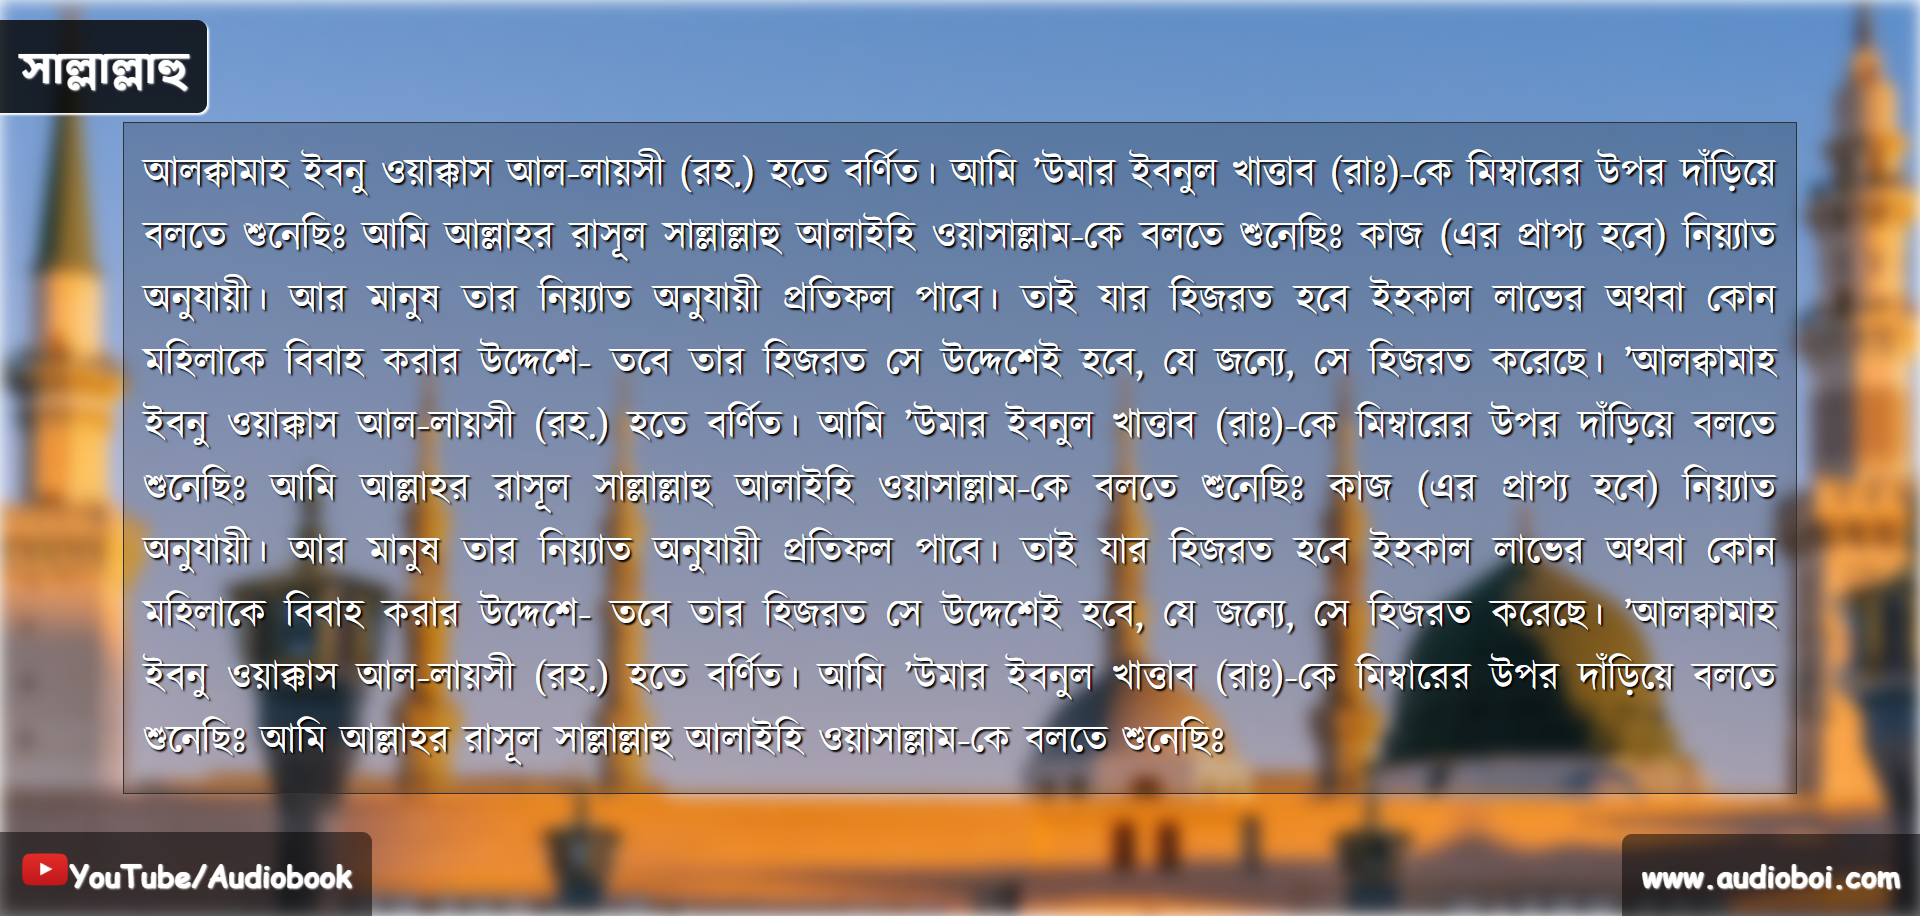 সাল্লাল্লাহু
আলক্বামাহ ইবনু ওয়াক্কাস আল-লায়সী (রহ.) হতে বর্ণিত। আমি ’উমার ইবনুল খাত্তাব (রাঃ)-কে মিম্বারের উপর দাঁড়িয়ে
বলতে শুনেছিঃ আমি আল্লাহর রাসূল সাল্লাল্লাহু আলাইহি ওয়াসাল্লাম-কে বলতে শুনেছিঃ কাজ (এর প্রাপ্য হবে) নিয়্যাত
অনুযায়ী। আর মানুষ তার নিয়্যাত অনুযায়ী প্রতিফল পাবে। তাই যার হিজরত হবে ইহকাল লাভের অথবা কোন
মহিলাকে বিবাহ করার উদ্দেশে- তবে তার হিজরত সে উদ্দেশেই হবে, যে জন্যে, সে হিজরত করেছে। ’আলক্বামাহ
ইবনু ওয়াক্কাস আল-লায়সী (রহ.) হতে বর্ণিত। আমি ’উমার ইবনুল খাত্তাব (রাঃ)-কে মিম্বারের উপর দাঁড়িয়ে বলতে
শুনেছিঃ আমি আল্লাহর রাসূল সাল্লাল্লাহু আলাইহি ওয়াসাল্লাম-কে বলতে শুনেছিঃ কাজ (এর প্রাপ্য হবে) নিয়্যাত
অনুযায়ী। আর মানুষ তার নিয়্যাত অনুযায়ী প্রতিফল পাবে। তাই যার হিজরত হবে ইহকাল লাভের অথবা কোন
মহিলাকে বিবাহ করার উদ্দেশে- তবে তার হিজরত সে উদ্দেশেই হবে, যে জন্যে, সে হিজরত করেছে। ’আলক্বামাহ
ইবনু ওয়াক্কাস আল-লায়সী (রহ.) হতে বর্ণিত। আমি ’উমার ইবনুল খাত্তাব (রাঃ)-কে মিম্বারের উপর দাঁড়িয়ে বলতে
শুনেছিঃ আমি আল্লাহর রাসূল সাল্লাল্লাহু আলাইহি ওয়াসাল্লাম-কে বলতে শুনেছিঃ
YouTube/Audiobook
www.audioboi.com